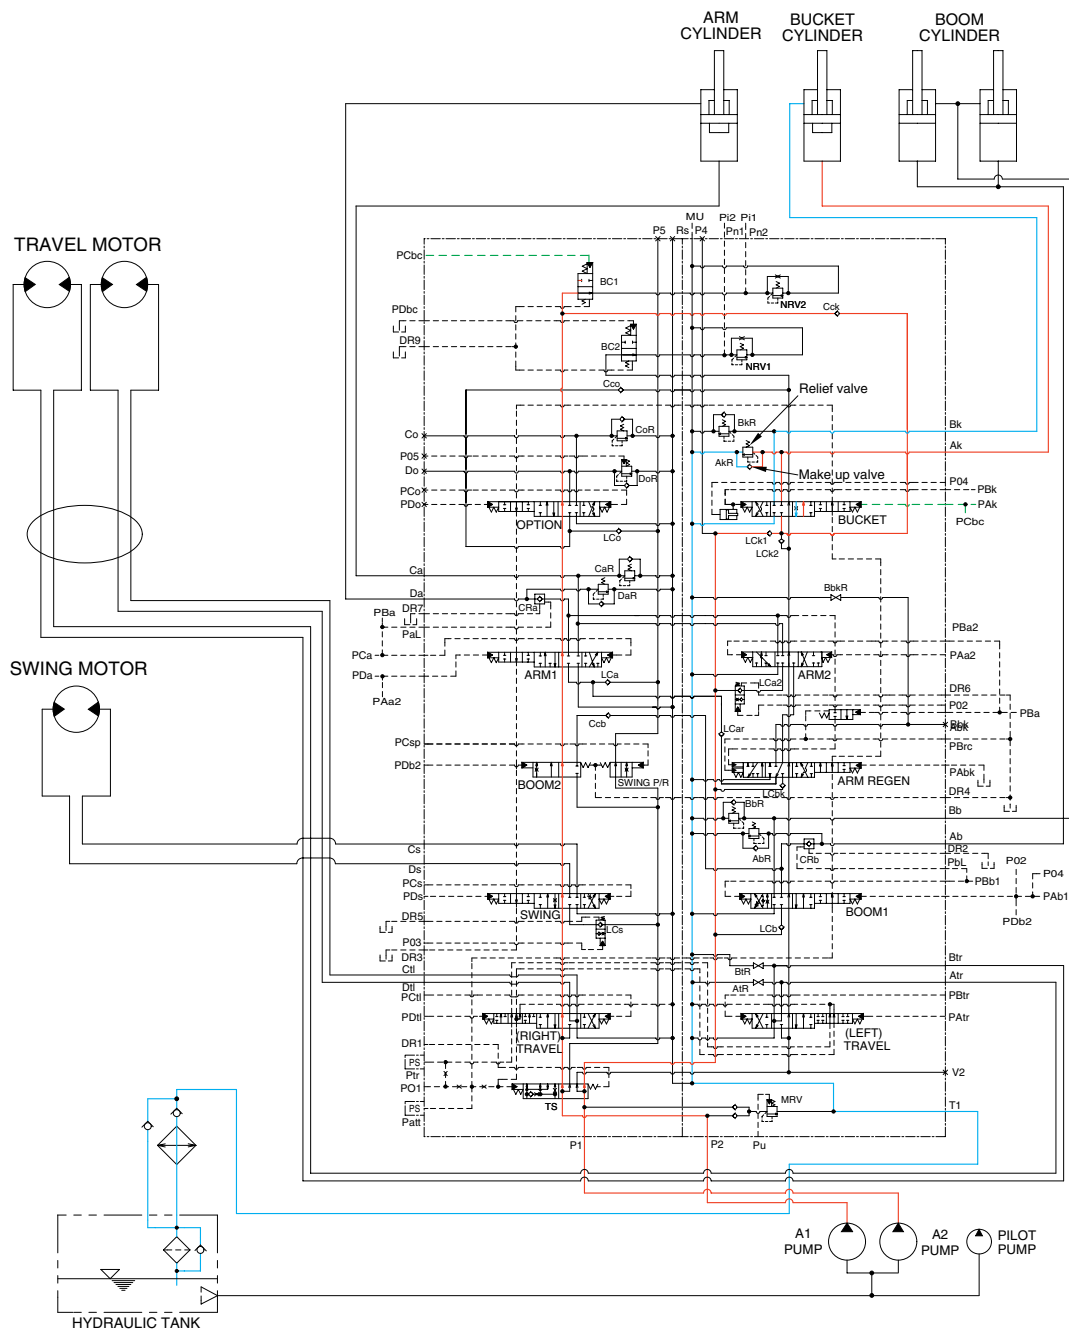 ARM
CYLINDER
BUCKET
CYLINDER
BOOM
CYLINDER
TRAVEL MOTOR
SWING MOTOR
MU
Pi2
Pi1
P5
Rs
P4
Pn1
Pn2
PCbc
BC1
NRV2
Cck
PDbc
DR9
BC2
NRV1
Cco
Relief valve
BkR
Bk
Co
CoR
Ak
P05
Do
DoR
AkR
Make up valve
P04
PCo
PBk
PDo
PAk
OPTION
BUCKET
PCbc
LCo
LCk1
LCk2
Ca
CaR
Da
DaR
BbkR
DR7
CRa
PBa
PaL
PBa2
PCa
PAa2
PDa
ARM1
ARM2
LCa
LCa2
DR6
PAa2
P02
Ccb
LCar
PBa
Bbk
Abk
PCsp
PBrc
PDb2
PAbk
BOOM2
SWING P/R
ARM REGEN
LCbk
DR4
BbR
Bb
Ab
Cs
AbR
CRb
DR2
Ds
PbL
P02
PCs
PBb1
P04
PDs
PAb1
SWING
BOOM1
DR5
LCs
PDb2
P03
LCb
DR3
Btr
Ctl
BtR
Atr
Dtl
AtR
PCtl
PBtr
PDtl
PAtr
(RIGHT)
TRAVEL
(LEFT)
TRAVEL
DR1
PS
Ptr
V2
PO1
TS
MRV
PS
T1
Patt
P1
P2
Pu
A1
PUMP
A2
PUMP
PILOT
PUMP
HYDRAULIC TANK